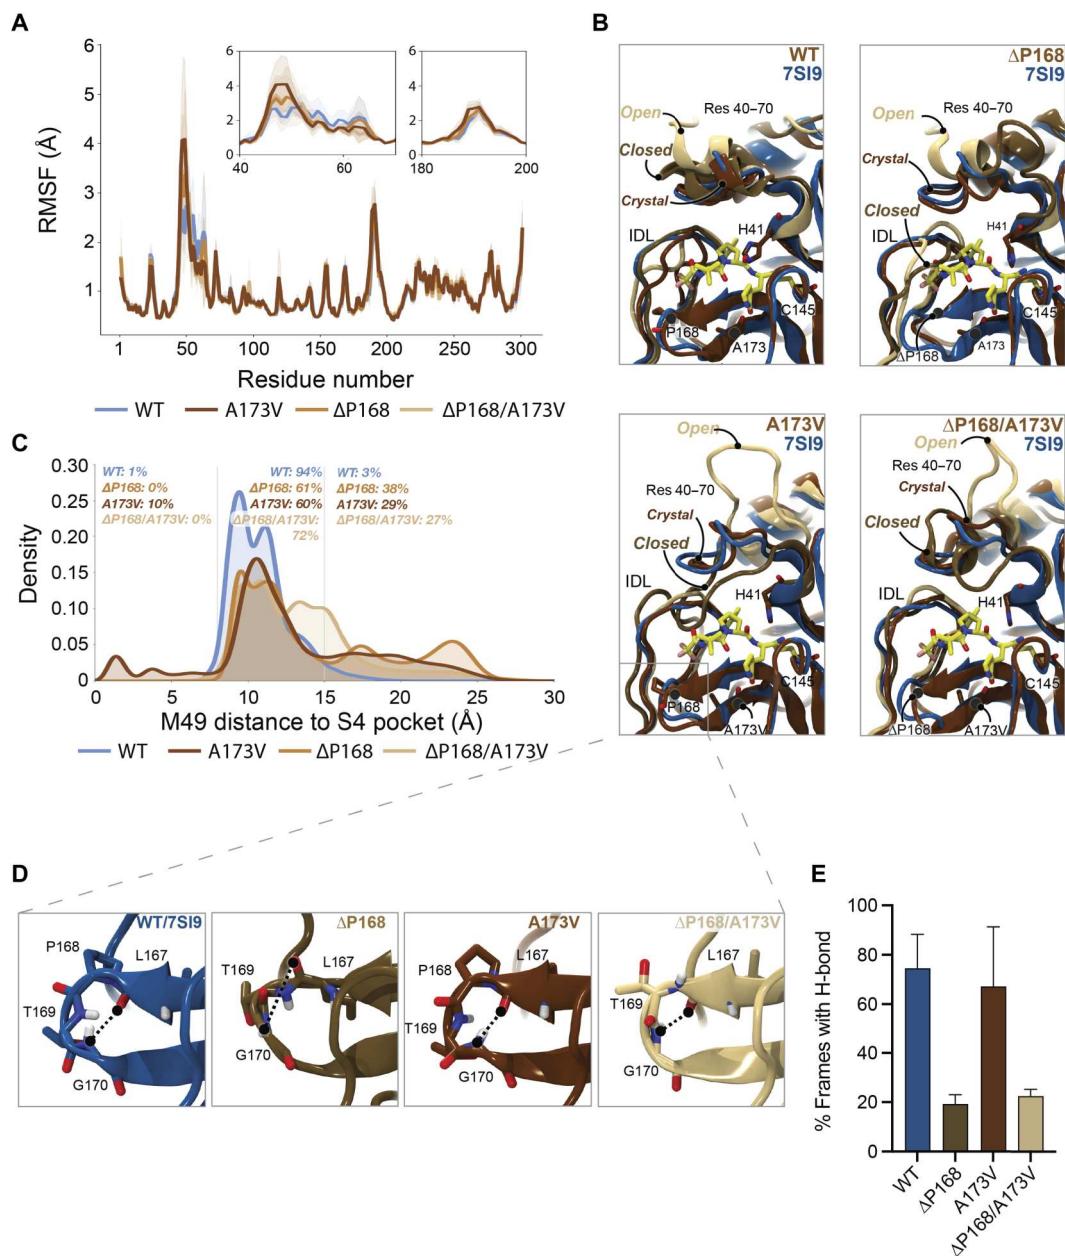 A
6
5
4
3
2
1
RMSF (Å)
6
4
2
0
40
60
6
4
2
0
180
200
1
50
100
150
200
250
300
Residue number
WT
A173V
ΔP168
ΔP168/A173V
B
WT
7SI9
Open
Res 40–70
Closed
Crystal
H41
IDL
C145
P168
A173
ΔP168
7SI9
Open
Res 40–70
Crystal
Closed
H41
IDL
C145
ΔP168
A173
A173V
7SI9
Open
Res 40–70
Crystal
Closed
IDL
H41
C145
P168
A173V
ΔP168/A173V
7SI9
Open
Res 40–70
Crystal
Closed
IDL
H41
C145
ΔP168
A173V
C
0.30
0.25
0.20
0.15
0.10
0.05
0
Density
WT: 1%
ΔP168: 0%
A173V: 10%
ΔP168/A173V: 0%
WT: 94%
ΔP168: 61%
A173V: 60%
ΔP168/A173V:
72%
WT: 3%
ΔP168: 38%
A173V: 29%
ΔP168/A173V: 27%
0
5
10
15
20
25
30
M49 distance to S4 pocket (Å)
WT
A173V
ΔP168
ΔP168/A173V
D
WT/7SI9
P168
L167
T169
G170
ΔP168
T169
L167
G170
A173V
P168
L167
T169
G170
ΔP168/A173V
L167
T169
G170
E
100
80
60
40
20
0
% Frames with H-bond
WT
ΔP168
A173V
ΔP168/A173V